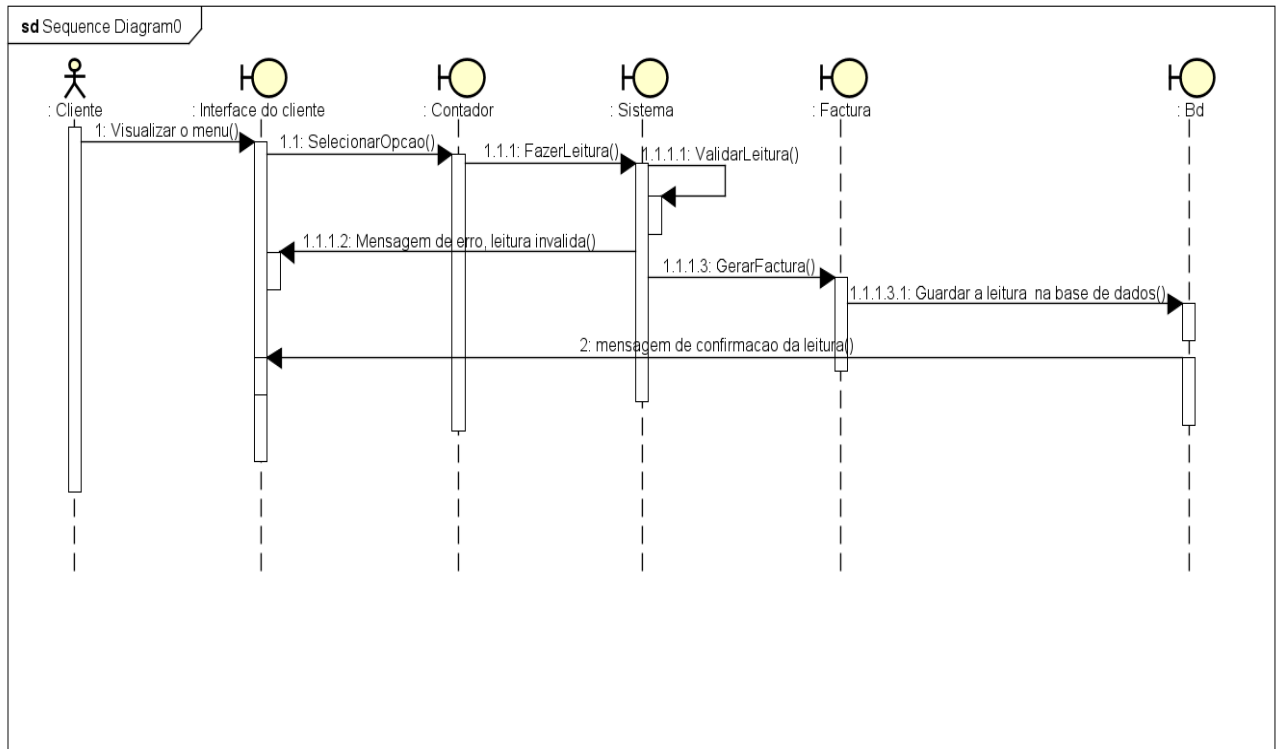 sd Sequence Diagram0
: Cliente
: Interface do cliente
: Contador
: Sistema
: Factura
: Bd
1: Visualizar o menu()
1.1: SelecionarOpcao()
1.1.1: FazerLeitura()
1.1.1.1: ValidarLeitura()
1.1.1.2: Mensagem de erro, leitura invalida()
1.1.1.3: GerarFactura()
1.1.1.3.1: Guardar a leitura na base de dados()
2: mensagem de confirmacao da leitura()